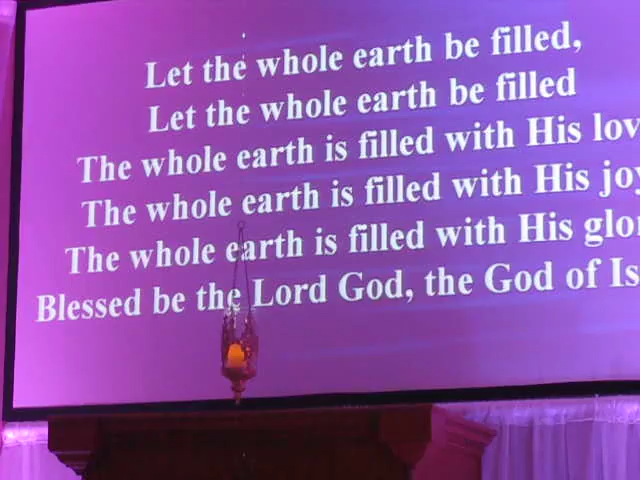 Let the whole earth be filled,
Let the whole earth be filled
The whole earth is filled with His lov
The whole earth is filled with His joy
The whole earth is filled with His glor
Blessed be the Lord God, the God of Is